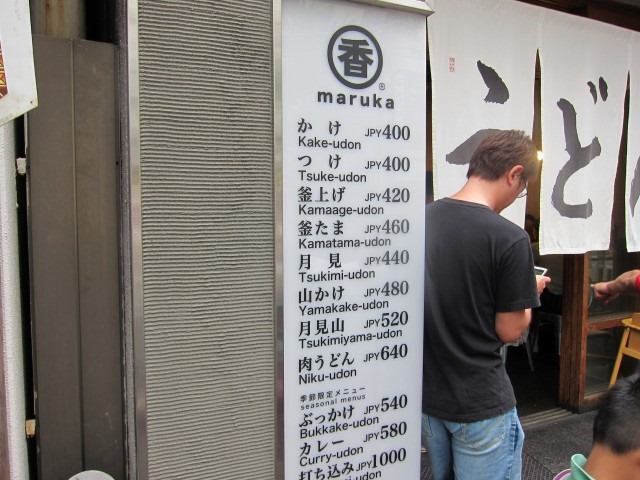 香
®
maruka
かけ JPY400
Kake-udon
つけ JPY400
Tsuke-udon
釜上げ JPY420
Kamaage-udon
釜たま JPY460
Kamatama-udon
月見 JPY440
Tsukimi-udon
山かけ JPY480
Yamakake-udon
月見山 JPY520
Tsukimiyama-udon
肉うどん JPY640
Niku-udon
季節限定メニュー
seasonal menus
ぶっかけ JPY540
Bukkake-udon
カレー JPY580
Curry-udon
打ち込み JPY1000
うどん